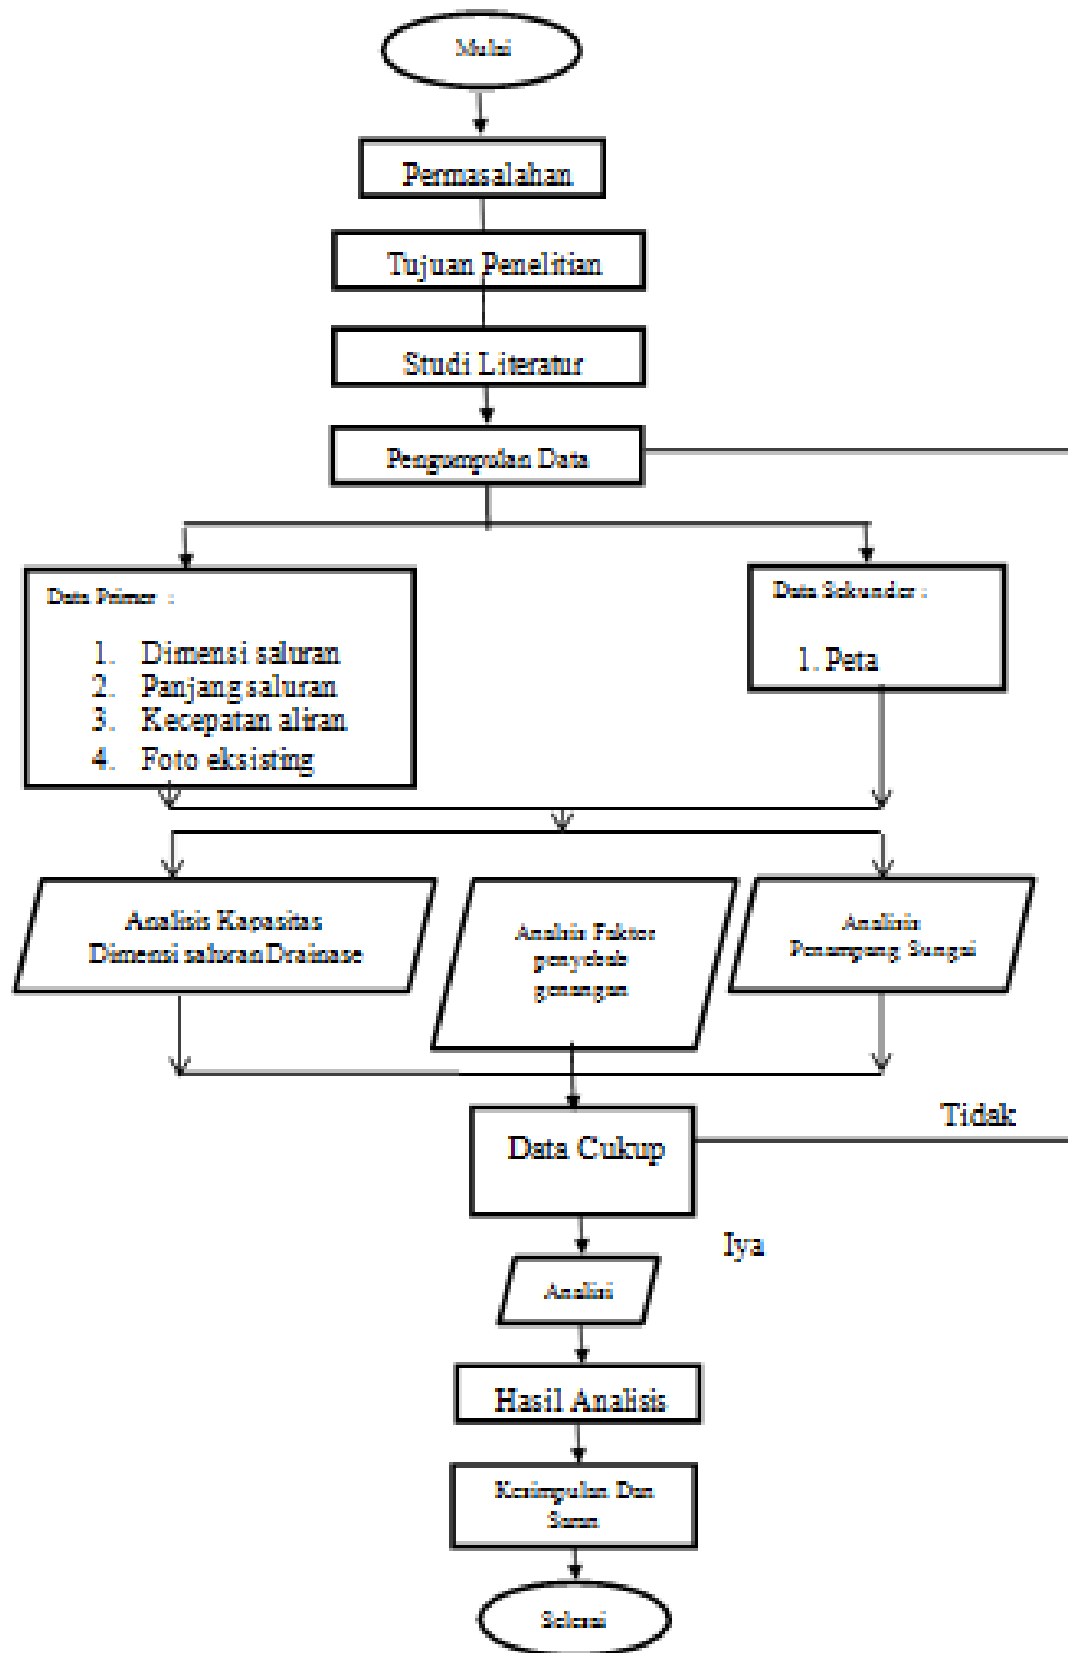 Mulai
Permasalahan
Tujuan Penelitian
Studi Literatur
Pengumpulan Data
Data Primer :
1. Dimensi saluran
2. Panjang saluran
3. Kecepatan aliran
4. Foto eksisting
Data Sekunder :
1. Peta
Analisis Kapasitas
Dimensi saluran Drainase
Analisis Faktor
penyebab
genangan
Analisis
Penampang Sungai
Data Cukup
Tidak
Iya
Analisi
Hasil Analisis
Kesimpulan Dan
Saran
Selesai